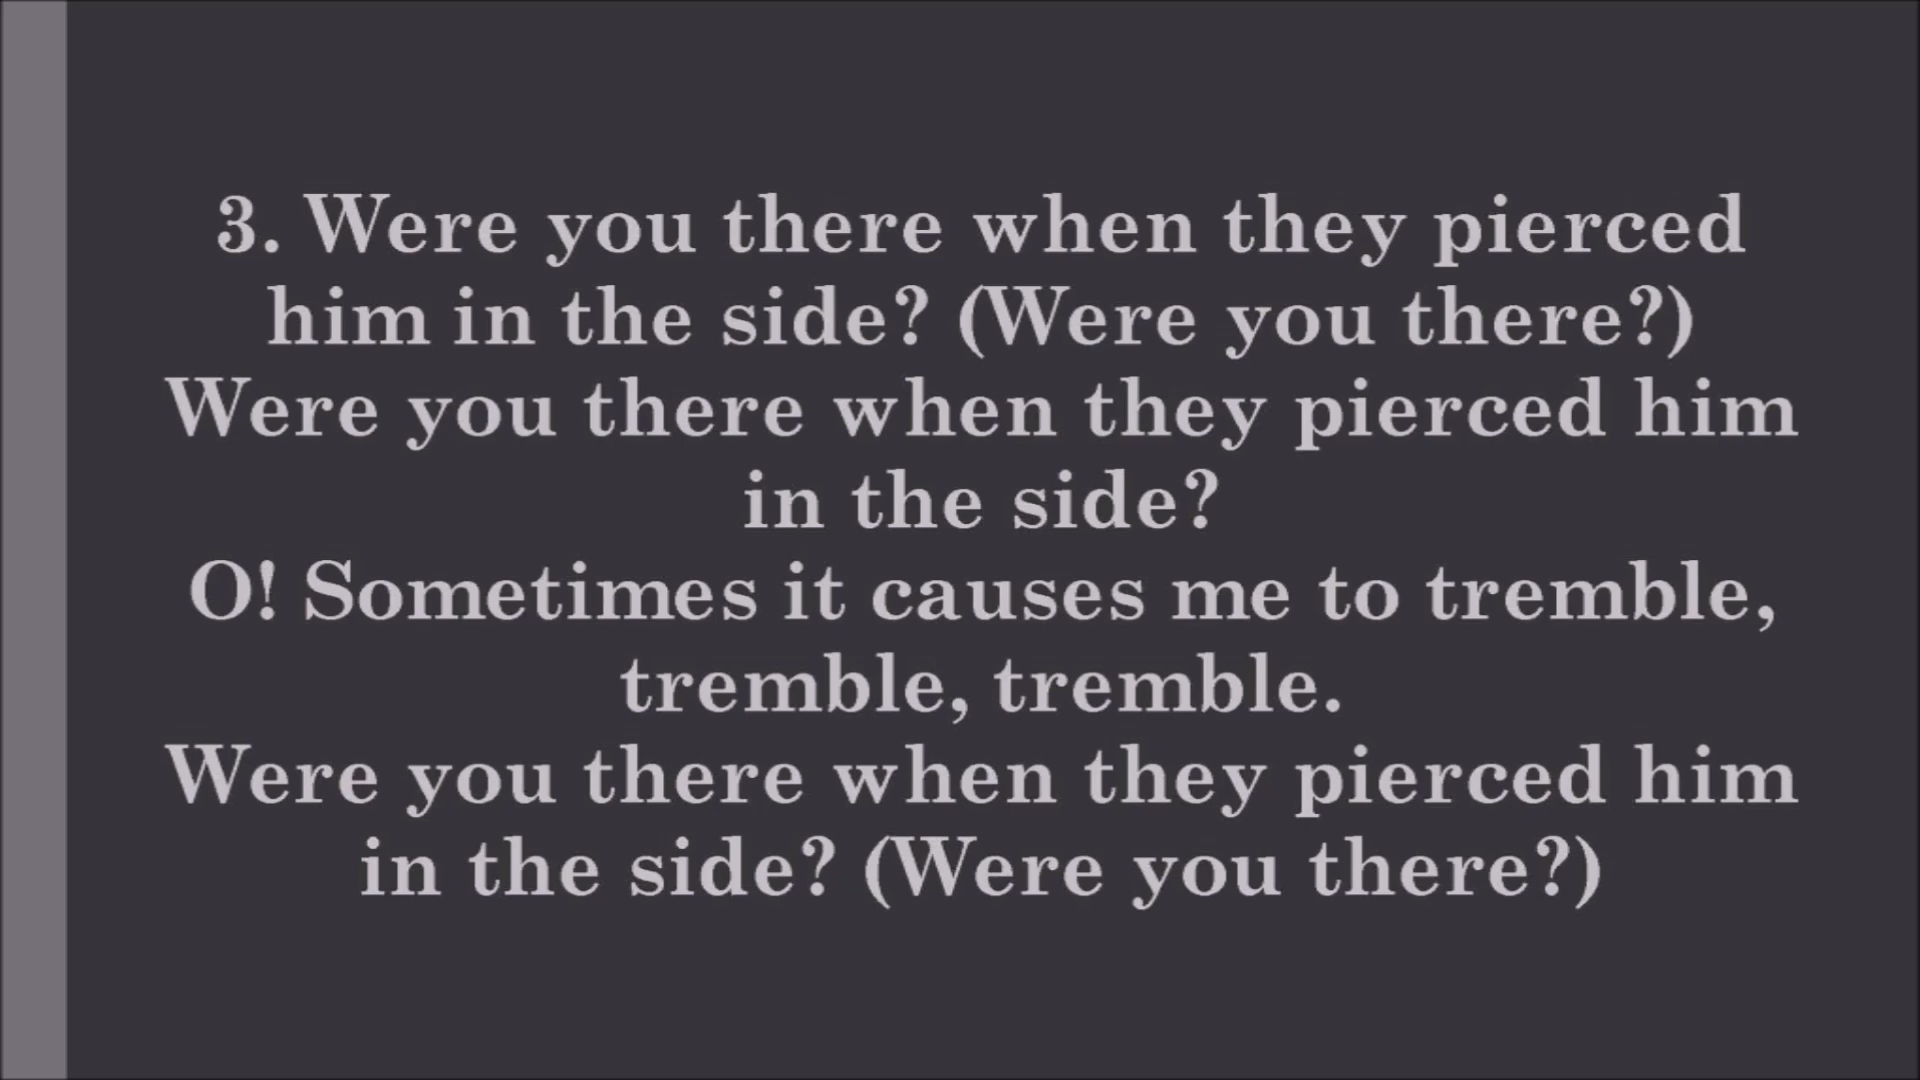 3. Were you there when they pierced
him in the side? (Were you there?)
Were you there when they pierced him
in the side?
O! Sometimes it causes me to tremble,
tremble, tremble.
Were you there when they pierced him
in the side? (Were you there?)